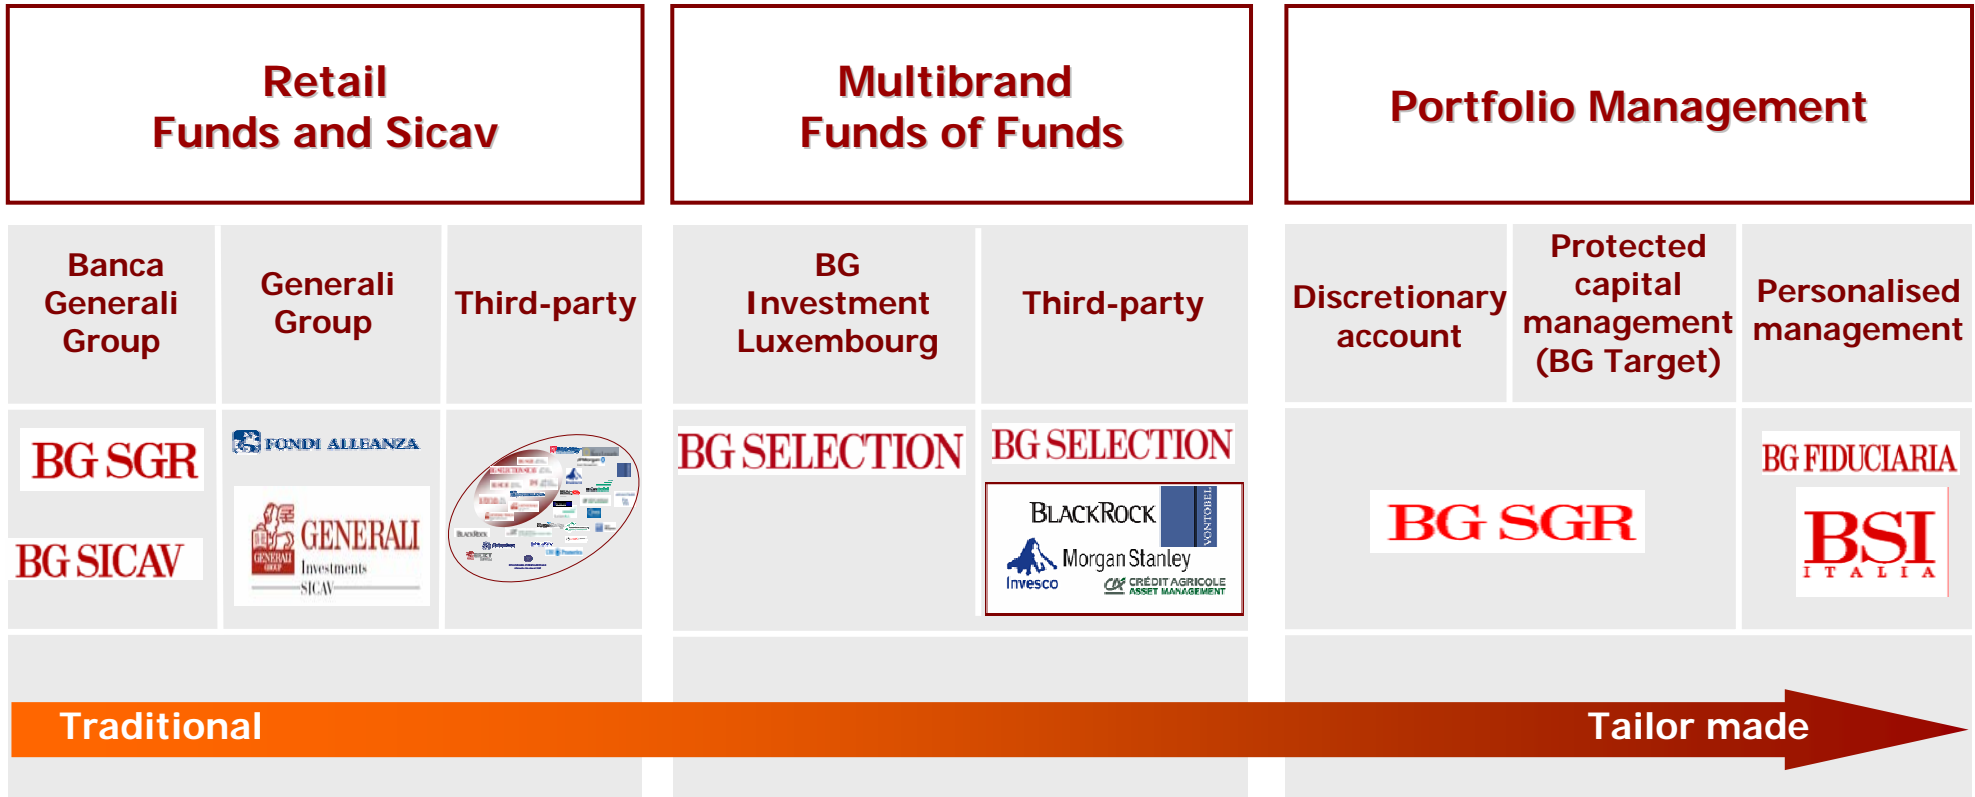 Retail
Funds and Sicav
Multibrand
Funds of Funds
Portfolio Management
Banca
Generali
Group
Generali
Group
Third-party
BG
Investment
Luxembourg
Third-party
Discretionary
account
Protected
capital
management
(BG Target)
Personalised
management
BG SGR
BG SICAV
FONDI ALLEANZA
GENERALI
GROUP
GENERALI
Investments
SICAV
BLACKROCK
BG SELECTION
BG SELECTION
BLACKROCK
VONTOBEL
Invesco
Morgan Stanley
CRÉDIT AGRICOLE
ASSET MANAGEMENT
BG SGR
BG FIDUCIARIA
BSI
ITALIA
Traditional
Tailor made